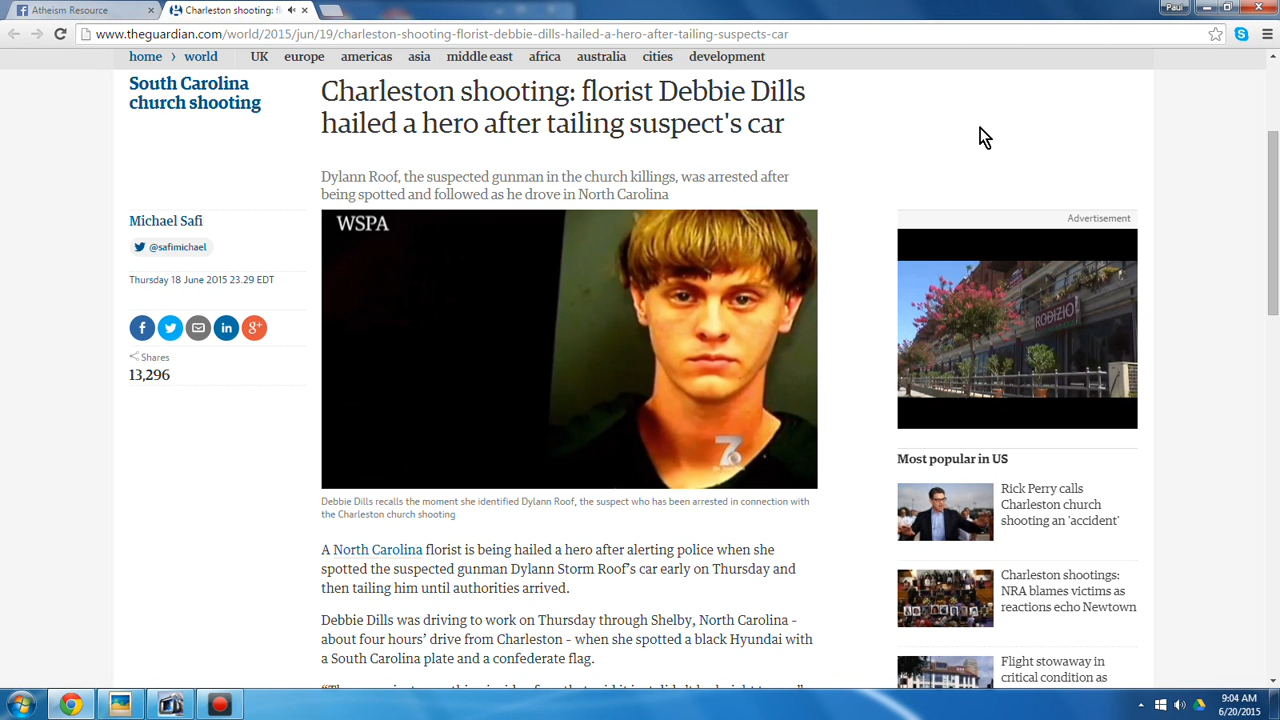 Atheism Resource
Charleston shooting: fl
Paul
www.theguardian.com/world/2015/jun/19/charleston-shooting-florist-debbie-dills-hailed-a-hero-after-tailing-suspects-car
home › world UK europe americas asia middle east africa australia cities development
South Carolina
church shooting
Charleston shooting: florist Debbie Dills
hailed a hero after tailing suspect's car
Dylann Roof, the suspected gunman in the church killings, was arrested after
being spotted and followed as he drove in North Carolina
Michael Safi
@safimichael
Thursday 18 June 2015 23.29 EDT
Shares
13,296
WSPA
7
Debbie Dills recalls the moment she identified Dylann Roof, the suspect who has been arrested in connection with
the Charleston church shooting
A North Carolina florist is being hailed a hero after alerting police when she
spotted the suspected gunman Dylann Storm Roof's car early on Thursday and
then tailing him until authorities arrived.
Debbie Dills was driving to work on Thursday through Shelby, North Carolina –
about four hours' drive from Charleston – when she spotted a black Hyundai with
a South Carolina plate and a confederate flag.
Advertisement
RODIZIO
Most popular in US
Rick Perry calls
Charleston church
shooting an 'accident'
Charleston shootings:
NRA blames victims as
reactions echo Newtown
Flight stowaway in
critical condition as
9:04 AM
6/20/2015